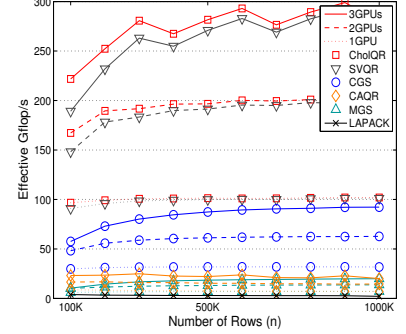 300
250
200
150
100
50
0
Effective Gflop/s
100K
500K
1000K
Number of Rows (n)
3GPUs
2GPUs
1GPU
CholQR
SVQR
CGS
CAQR
MGS
LAPACK